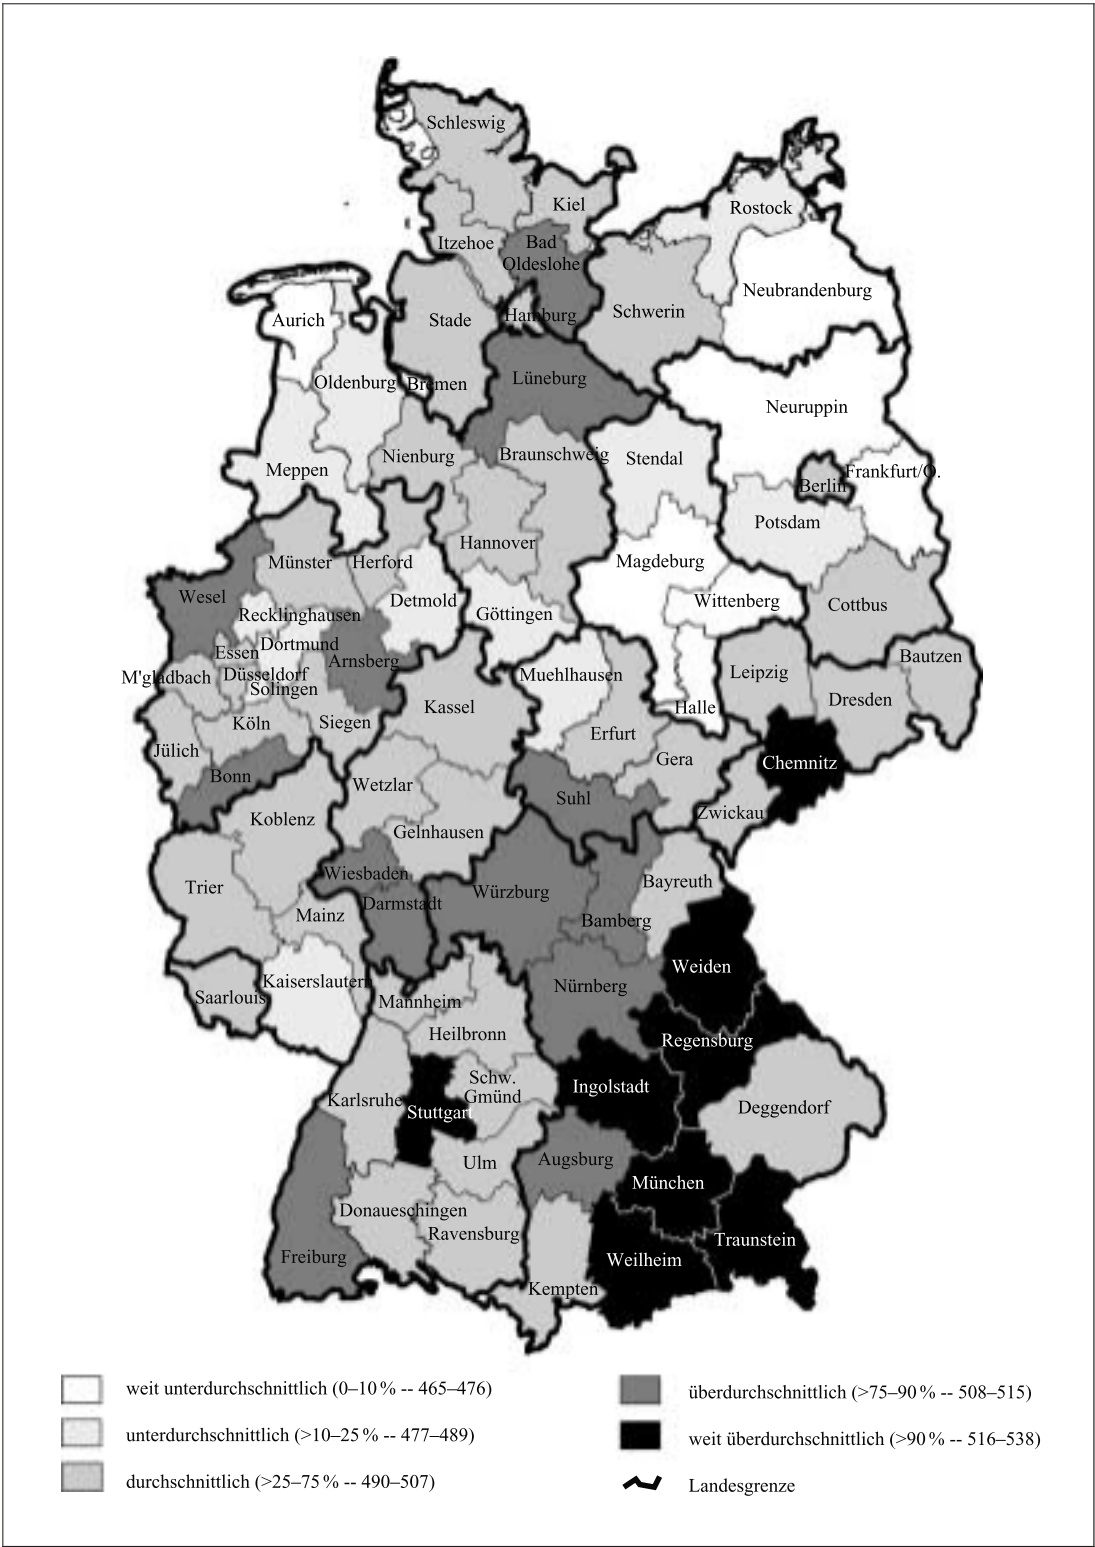 Schleswig
Kiel
Rostock
Itzehoe
Bad
Oldeslohe
Neubrandenburg
Hamburg
Schwerin
Aurich
Stade
Oldenburg
Bremen
Lüneburg
Neuruppin
Nienburg
Braunschweig
Stendal
Meppen
Berlin
Frankfurt/O.
Potsdam
Hannover
Münster
Herford
Magdeburg
Wesel
Detmold
Wittenberg
Cottbus
Recklinghausen
Göttingen
Essen
Dortmund
Arnsberg
Bautzen
M'gladbach
Düsseldorf
Solingen
Muehlhausen
Leipzig
Dresden
Kassel
Halle
Köln
Siegen
Erfurt
Jülich
Gera
Chemnitz
Bonn
Wetzlar
Suhl
Zwickau
Koblenz
Gelnhausen
Trier
Wiesbaden
Würzburg
Bayreuth
Mainz
Darmstadt
Bamberg
Weiden
Kaiserslautern
Nürnberg
Saarlouis
Mannheim
Heilbronn
Regensburg
Schw.
Gmünd
Ingolstadt
Karlsruhe
Stuttgart
Deggendorf
Ulm
Augsburg
München
Donaueschingen
Ravensburg
Traunstein
Freiburg
Weilheim
Kempten
weit unterdurchschnittlich (0–10 % -- 465–476)
unterdurchschnittlich (>10–25 % -- 477–489)
durchschnittlich (>25–75 % -- 490–507)
überdurchschnittlich (>75–90 % -- 508–515)
weit überdurchschnittlich (>90 % -- 516–538)
Landesgrenze